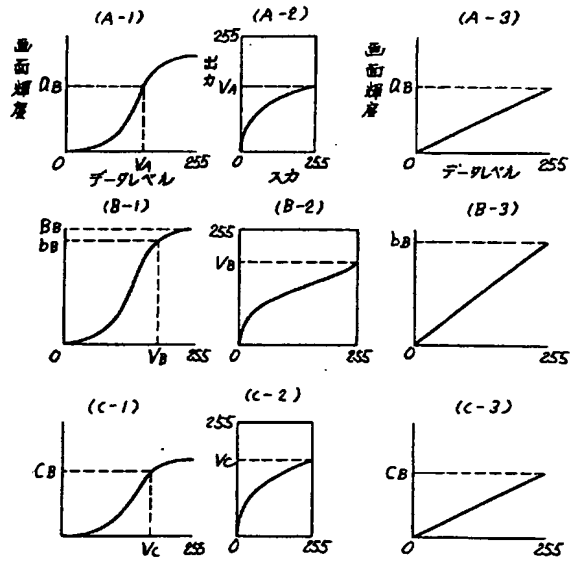 (A-1)
画面輝度
aB
0
VA
255
データレベル
(A-2)
255
出力
VA
0
255
入力
(A-3)
画面輝度
aB
0
255
データレベル
(B-1)
BB
bB
0
VB
255
(B-2)
255
VB
0
255
(B-3)
bB
0
255
(C-1)
CB
0
VC
255
(C-2)
255
VC
0
255
(C-3)
CB
0
255